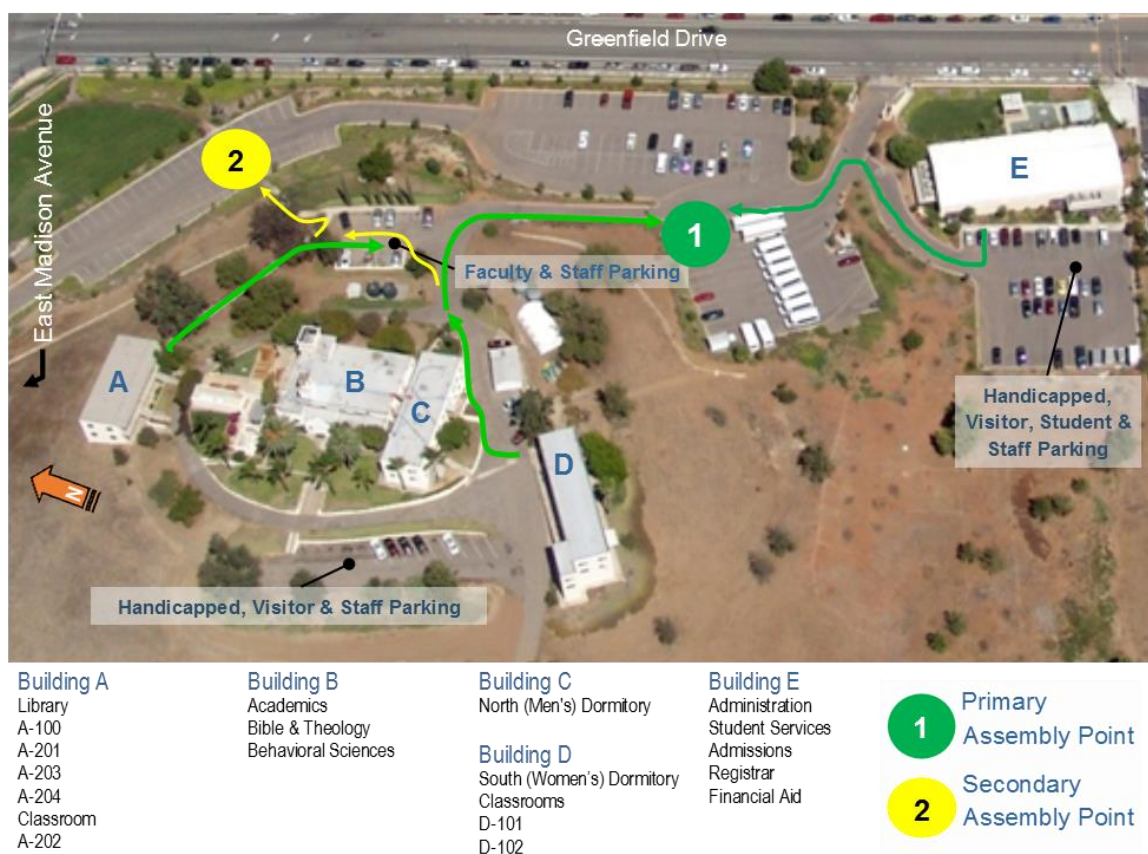 Greenfield Drive
East Madison Avenue
2
E
1
Faculty & Staff Parking
A
B
C
D
Handicapped,
Visitor, Student &
Staff Parking
N
Handicapped, Visitor & Staff Parking
Building A
Library
A-100
A-201
A-203
A-204
Classroom
A-202
Building B
Academics
Bible & Theology
Behavioral Sciences
Building C
North (Men's) Dormitory
Building D
South (Women's) Dormitory
Classrooms
D-101
D-102
Building E
Administration
Student Services
Admissions
Registrar
Financial Aid
1
Primary
Assembly Point
2
Secondary
Assembly Point